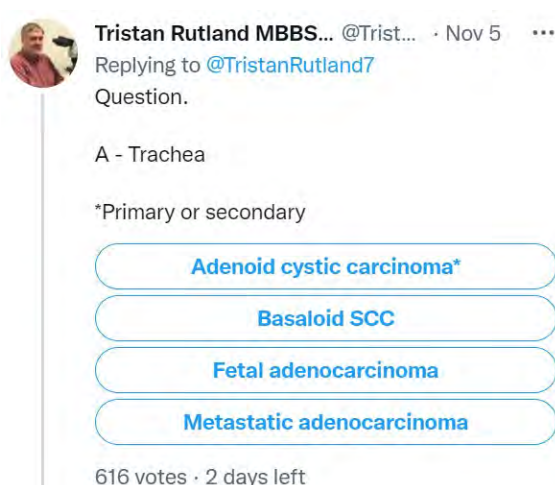 Tristan Rutland MBBS... @Trist... · Nov 5 ...
Replying to @TristanRutland7
Question.
A - Trachea
*Primary or secondary
Adenoid cystic carcinoma*
Basaloid SCC
Fetal adenocarcinoma
Metastatic adenocarcinoma
616 votes · 2 days left